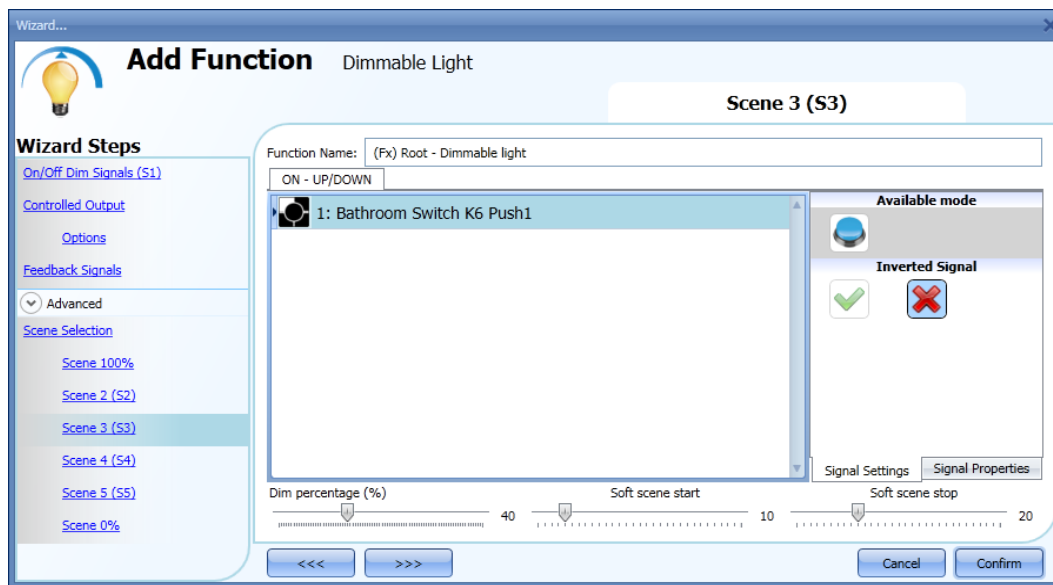 Wizard...
Add Function Dimmable Light
Scene 3 (S3)
Wizard Steps
On/Off Dim Signals (S1)
Controlled Output
Options
Feedback Signals
Advanced
Scene Selection
Scene 100%
Scene 2 (S2)
Scene 3 (S3)
Scene 4 (S4)
Scene 5 (S5)
Scene 0%
Function Name: (Fx) Root - Dimmable light
ON - UP/DOWN
1: Bathroom Switch K6 Push1
Available mode
Inverted Signal
Signal Settings Signal Properties
Dim percentage (%) Soft scene start Soft scene stop
40 10 20
<<< >>> Cancel Confirm